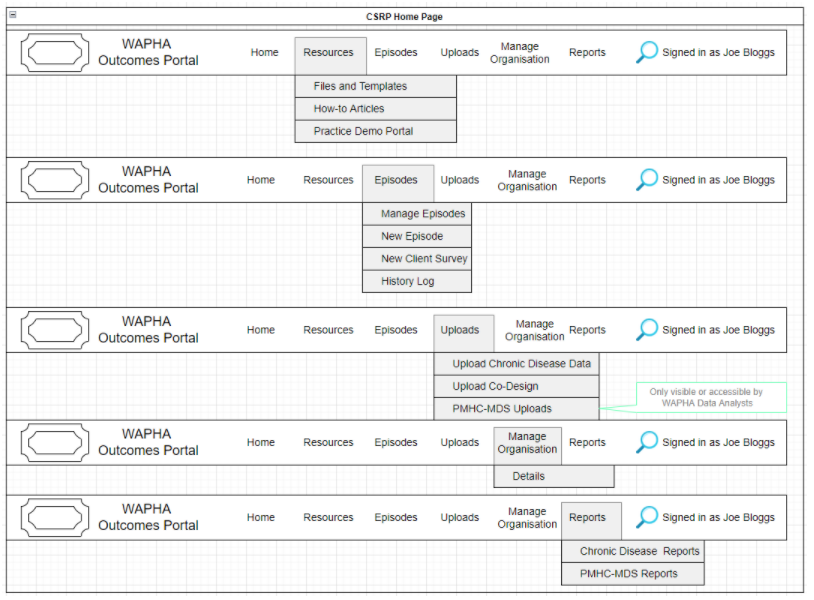 CSRP Home Page
WAPHA
Outcomes Portal
Home
Resources
Episodes
Uploads
Manage
Organisation
Reports
Signed in as Joe Bloggs
Files and Templates
How-to Articles
Practice Demo Portal
WAPHA
Outcomes Portal
Home
Resources
Episodes
Uploads
Manage
Organisation
Reports
Signed in as Joe Bloggs
Manage Episodes
New Episode
New Client Survey
History Log
WAPHA
Outcomes Portal
Home
Resources
Episodes
Uploads
Manage
Organisation
Reports
Signed in as Joe Bloggs
Upload Chronic Disease Data
Upload Co-Design
PMHC-MDS Uploads
Only visible or accessible by
WAPHA Data Analysts
WAPHA
Outcomes Portal
Home
Resources
Episodes
Uploads
Manage
Organisation
Reports
Signed in as Joe Bloggs
Details
WAPHA
Outcomes Portal
Home
Resources
Episodes
Uploads
Manage
Organisation
Reports
Signed in as Joe Bloggs
Chronic Disease Reports
PMHC-MDS Reports